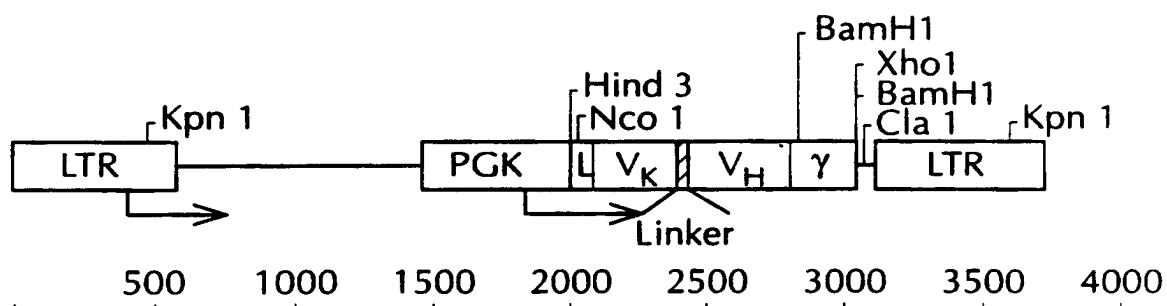 BamH1
Xho1
Hind 3
BamH1
Kpn 1
Nco 1
Cla 1
Kpn 1
LTR
PGK
L
VK
VH
γ
LTR
Linker
500 1000 1500 2000 2500 3000 3500 4000